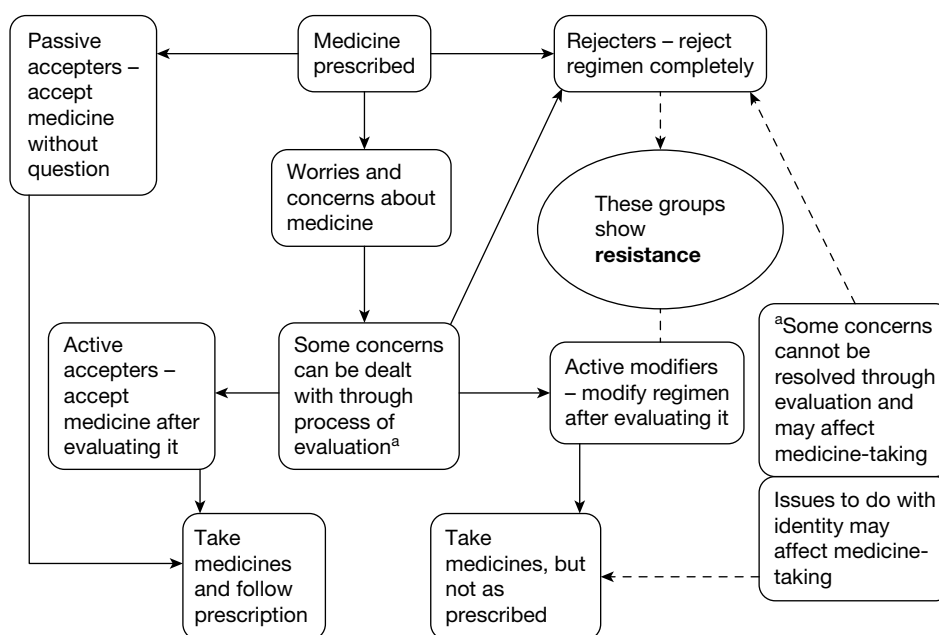 Passive
accepters –
accept
medicine
without
question
Medicine
prescribed
Rejecters – reject
regimen completely
Worries and
concerns about
medicine
These groups
show
resistance
Active
accepters –
accept
medicine after
evaluating it
Some concerns
can be dealt
with through
process of
evaluationᵃ
Active modifiers
– modify regimen
after evaluating it
ᵃSome concerns
cannot be
resolved through
evaluation and
may affect
medicine-taking
Take
medicines
and follow
prescription
Take
medicines, but
not as
prescribed
Issues to do with
identity may
affect medicine-
taking